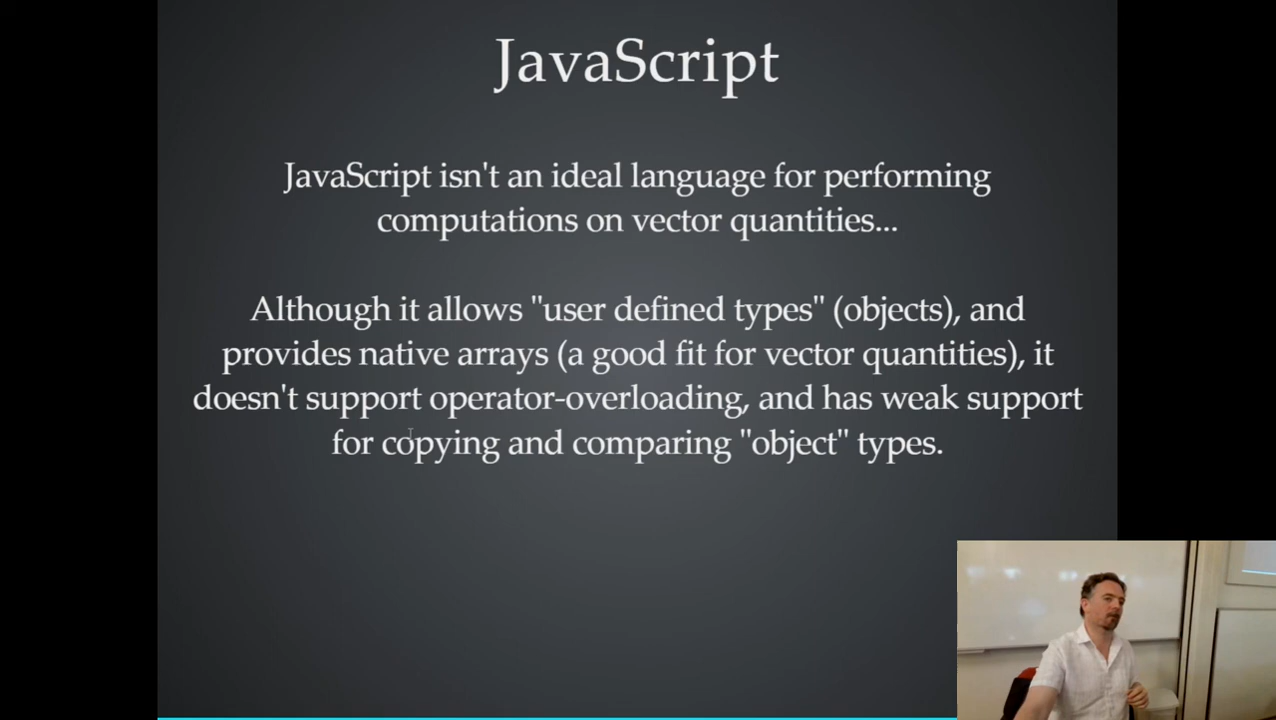 JavaScript
JavaScript isn't an ideal language for performing
computations on vector quantities...
Although it allows "user defined types" (objects), and
provides native arrays (a good fit for vector quantities), it
doesn't support operator-overloading, and has weak support
for copying and comparing "object" types.